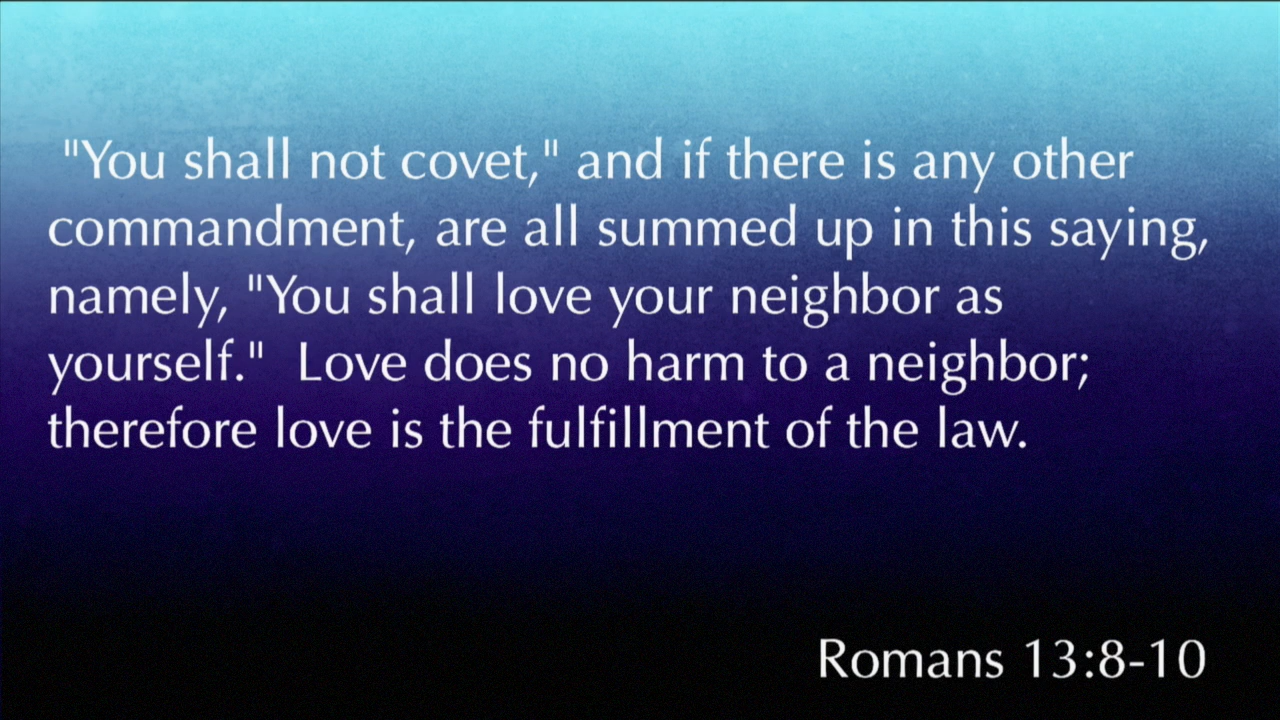 "You shall not covet," and if there is any other
commandment, are all summed up in this saying,
namely, "You shall love your neighbor as
yourself."  Love does no harm to a neighbor;
therefore love is the fulfillment of the law.
Romans 13:8-10